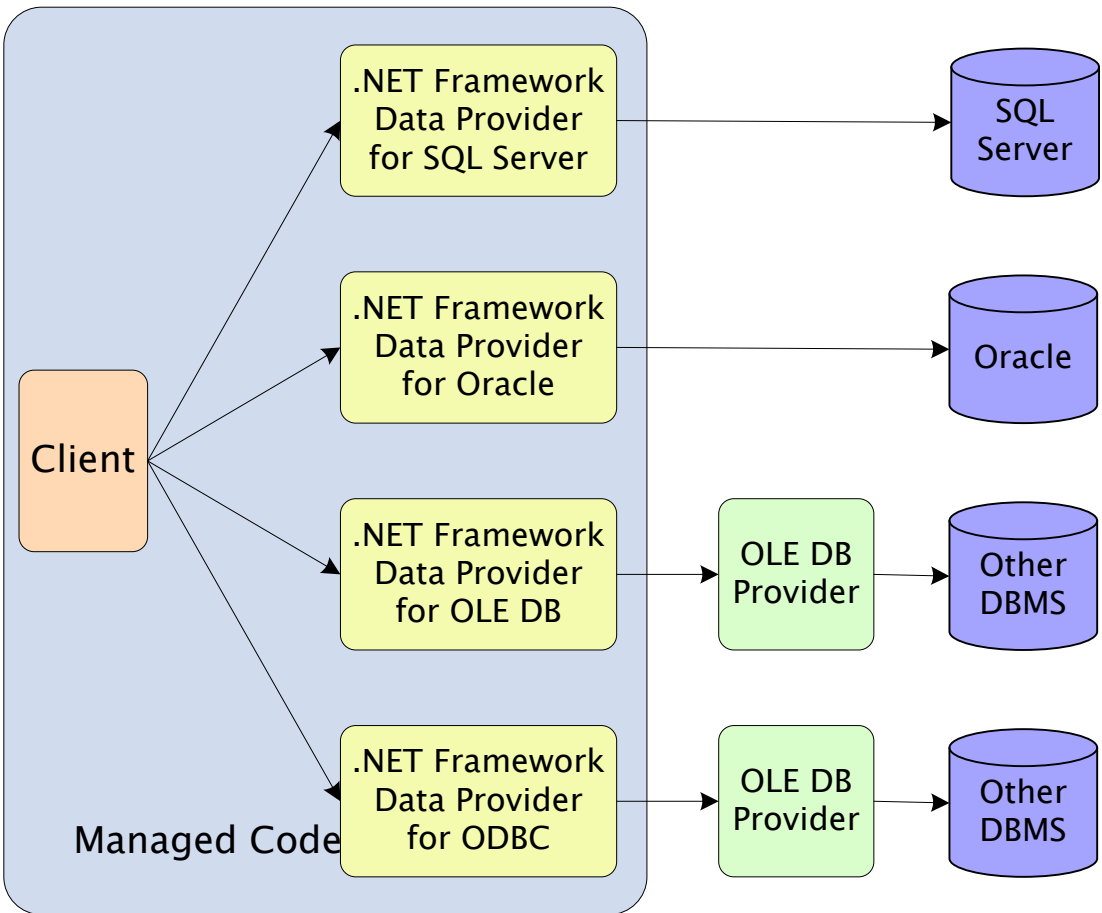 .NET Framework
Data Provider
for SQL Server
SQL
Server
.NET Framework
Data Provider
for Oracle
Oracle
Client
.NET Framework
Data Provider
for OLE DB
OLE DB
Provider
Other
DBMS
.NET Framework
Data Provider
for ODBC
OLE DB
Provider
Other
DBMS
Managed Code